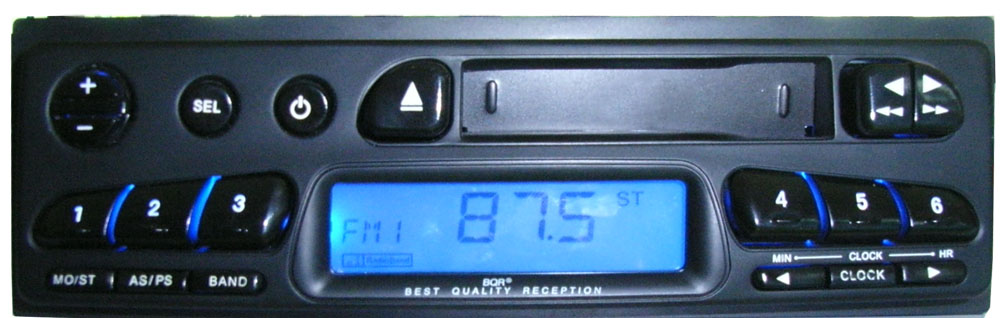 +
−
SEL
1
2
3
4
5
6
87.5
ST
FM1
MO/ST
AS/PS
BAND
BQR®
BEST QUALITY RECEPTION
MIN CLOCK HR
CLOCK